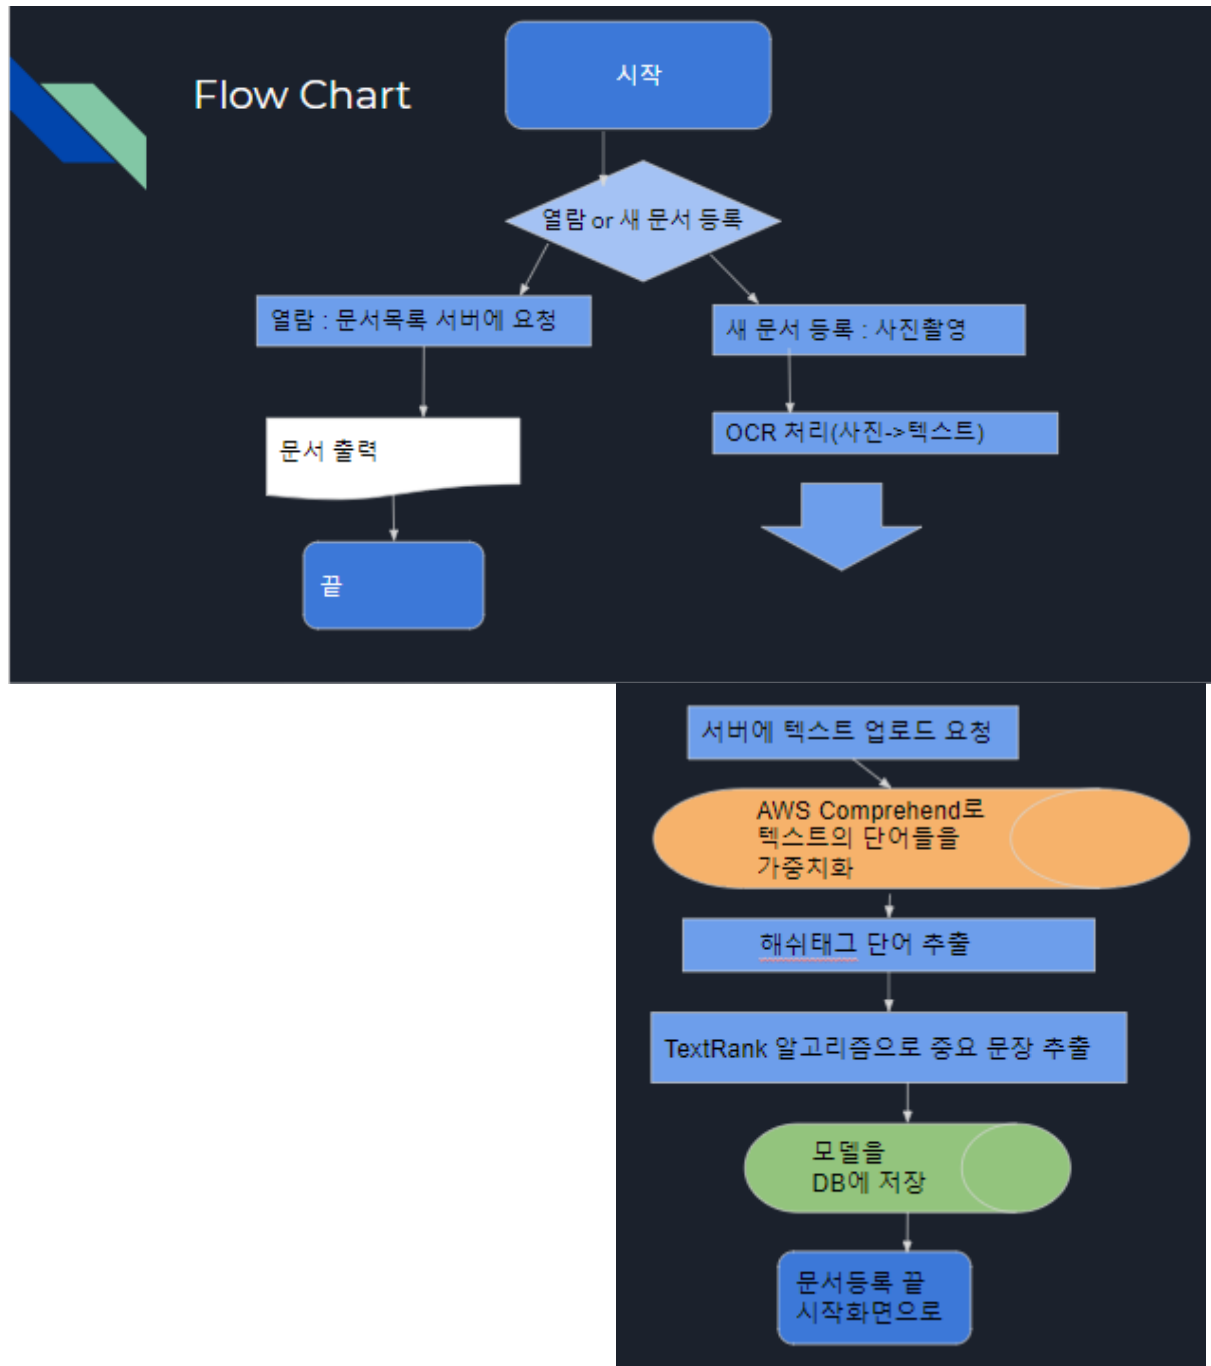 Flow Chart
시작
열람 or 새 문서 등록
열람 : 문서목록 서버에 요청
새 문서 등록 : 사진촬영
문서 출력
OCR 처리(사진->텍스트)
끝
서버에 텍스트 업로드 요청
AWS Comprehend로
텍스트의 단어들을
가중치화
해쉬태그 단어 추출
TextRank 알고리즘으로 중요 문장 추출
모델을
DB에 저장
문서등록 끝
시작화면으로